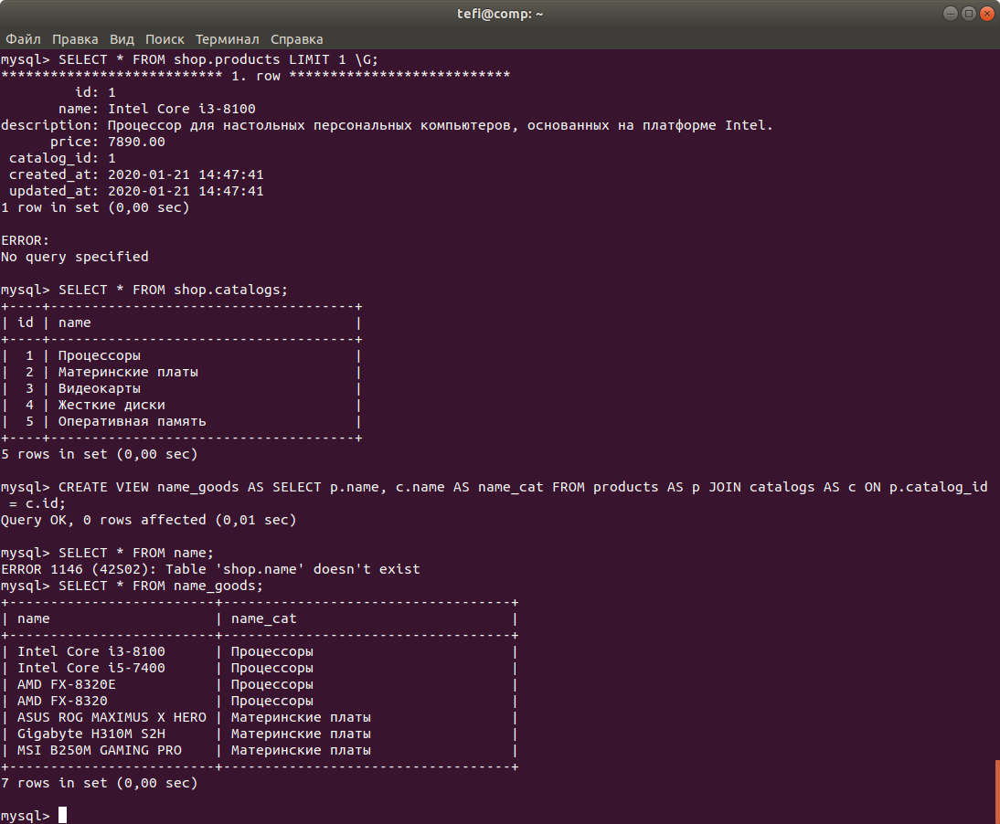 tefi@comp: ~
Файл Правка Вид Поиск Терминал Справка
mysql> SELECT * FROM shop.products LIMIT 1 \G;
*************************** 1. row ***************************
         id: 1
       name: Intel Core i3-8100
description: Процессор для настольных персональных компьютеров, основанных на платформе Intel.
      price: 7890.00
 catalog_id: 1
 created_at: 2020-01-21 14:47:41
 updated_at: 2020-01-21 14:47:41
1 row in set (0,00 sec)

ERROR:
No query specified

mysql> SELECT * FROM shop.catalogs;
+----+-------------------------------------+
| id | name                                |
+----+-------------------------------------+
|  1 | Процессоры                          |
|  2 | Материнские платы                   |
|  3 | Видеокарты                          |
|  4 | Жесткие диски                       |
|  5 | Оперативная память                  |
+----+-------------------------------------+
5 rows in set (0,00 sec)

mysql> CREATE VIEW name_goods AS SELECT p.name, c.name AS name_cat FROM products AS p JOIN catalogs AS c ON p.catalog_id
 = c.id;
Query OK, 0 rows affected (0,01 sec)

mysql> SELECT * FROM name;
ERROR 1146 (42S02): Table 'shop.name' doesn't exist
mysql> SELECT * FROM name_goods;
+-------------------------+-----------------------------------+
| name                    | name_cat                          |
+-------------------------+-----------------------------------+
| Intel Core i3-8100      | Процессоры                        |
| Intel Core i5-7400      | Процессоры                        |
| AMD FX-8320E            | Процессоры                        |
| AMD FX-8320             | Процессоры                        |
| ASUS ROG MAXIMUS X HERO | Материнские платы                 |
| Gigabyte H310M S2H      | Материнские платы                 |
| MSI B250M GAMING PRO    | Материнские платы                 |
+-------------------------+-----------------------------------+
7 rows in set (0,00 sec)

mysql>